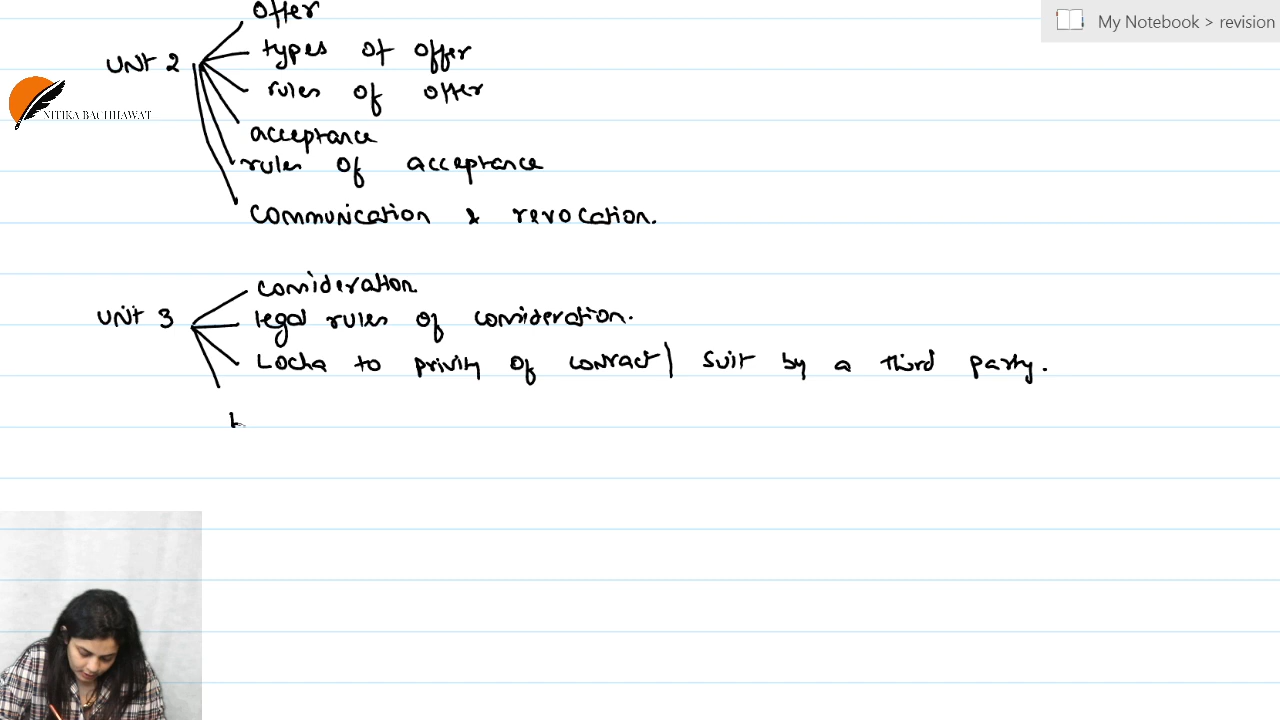 My Notebook > revision
offer
Unit 2
types of offer
rules of offer
NITIKA BACHHAWAT
acceptance
rules of acceptance
communication & revocation.
consideration
Unit 3
legal rules of consideration.
Locha to privity of contract / suit by a third party.